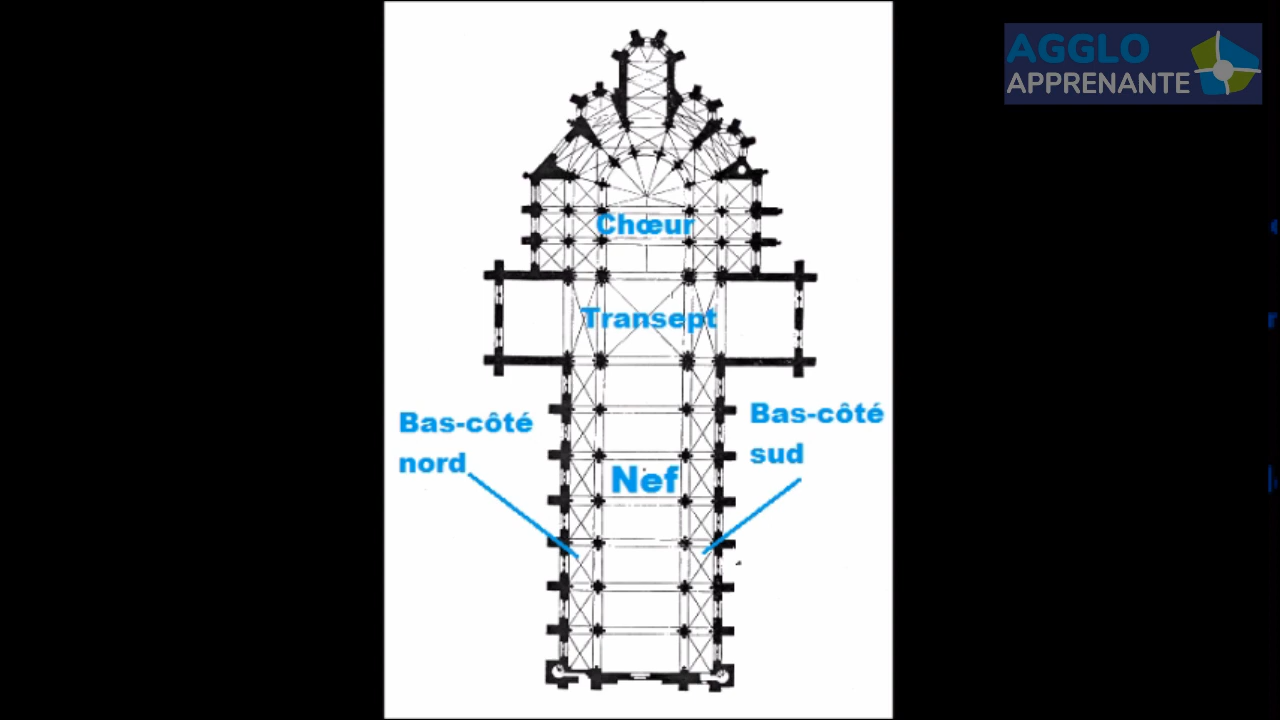 AGGLO
APPRENANTE
Chœur
Transept
Bas-côté
nord
Bas-côté
sud
Nef